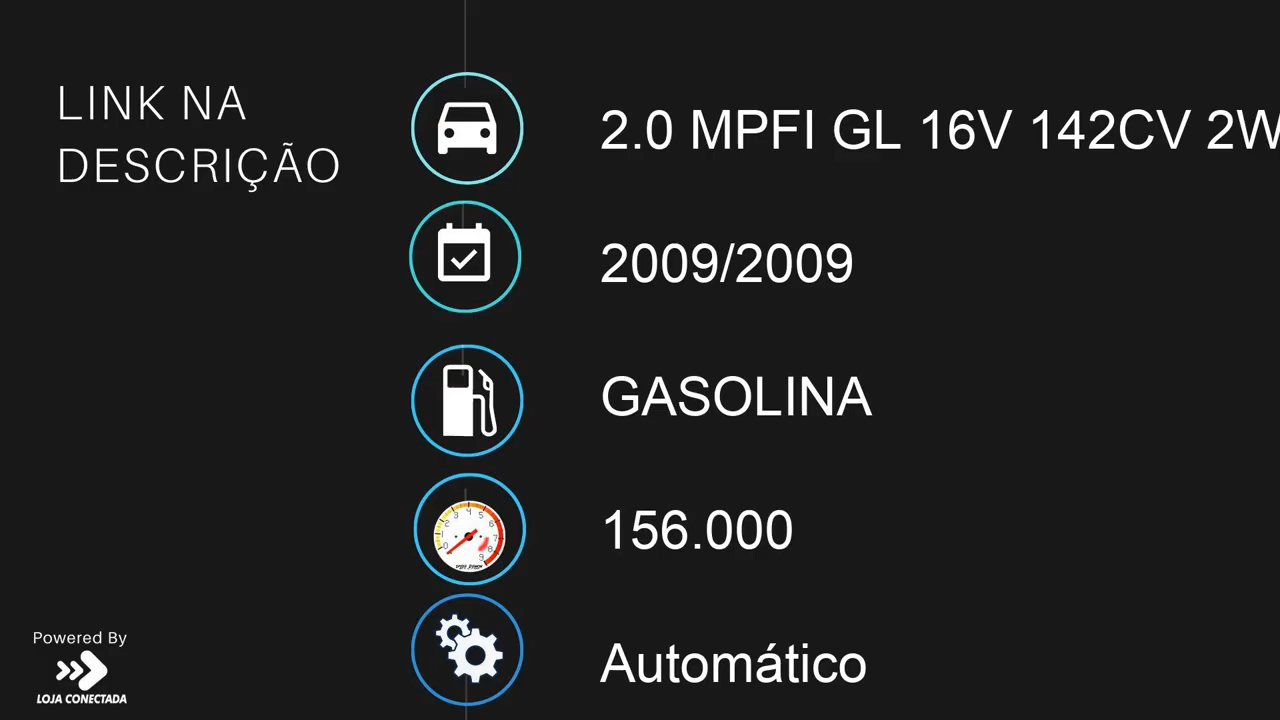 LINK NA
DESCRIÇÃO
2.0 MPFI GL 16V 142CV 2W
2009/2009
GASOLINA
156.000
Automático
Powered By
LOJA CONECTADA